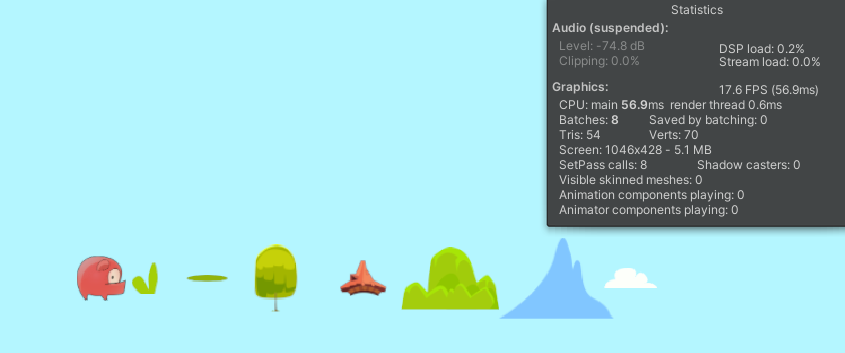 Statistics
Audio (suspended):
Level: -74.8 dB DSP load: 0.2%
Clipping: 0.0% Stream load: 0.0%
Graphics: 17.6 FPS (56.9ms)
CPU: main 56.9ms render thread 0.6ms
Batches: 8 Saved by batching: 0
Tris: 54 Verts: 70
Screen: 1046x428 - 5.1 MB
SetPass calls: 8 Shadow casters: 0
Visible skinned meshes: 0
Animation components playing: 0
Animator components playing: 0